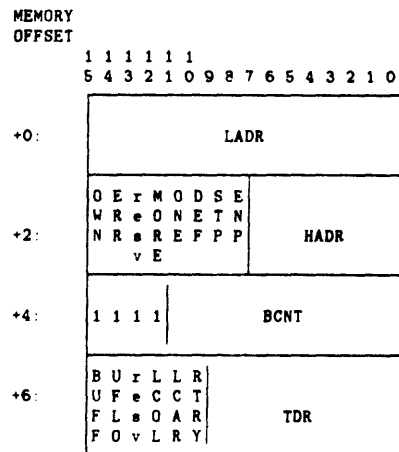 MEMORY
OFFSET
1 1 1 1 1 1
5 4 3 2 1 0 9 8 7 6 5 4 3 2 1 0
+0: LADR
O E r M O D S E
W R e O N E T N
+2: N R s R E F P P HADR
v E
+4: 1 1 1 1 BCNT
B U r L L R
U F e C C T
+6: F L s O A R TDR
F O v L R Y